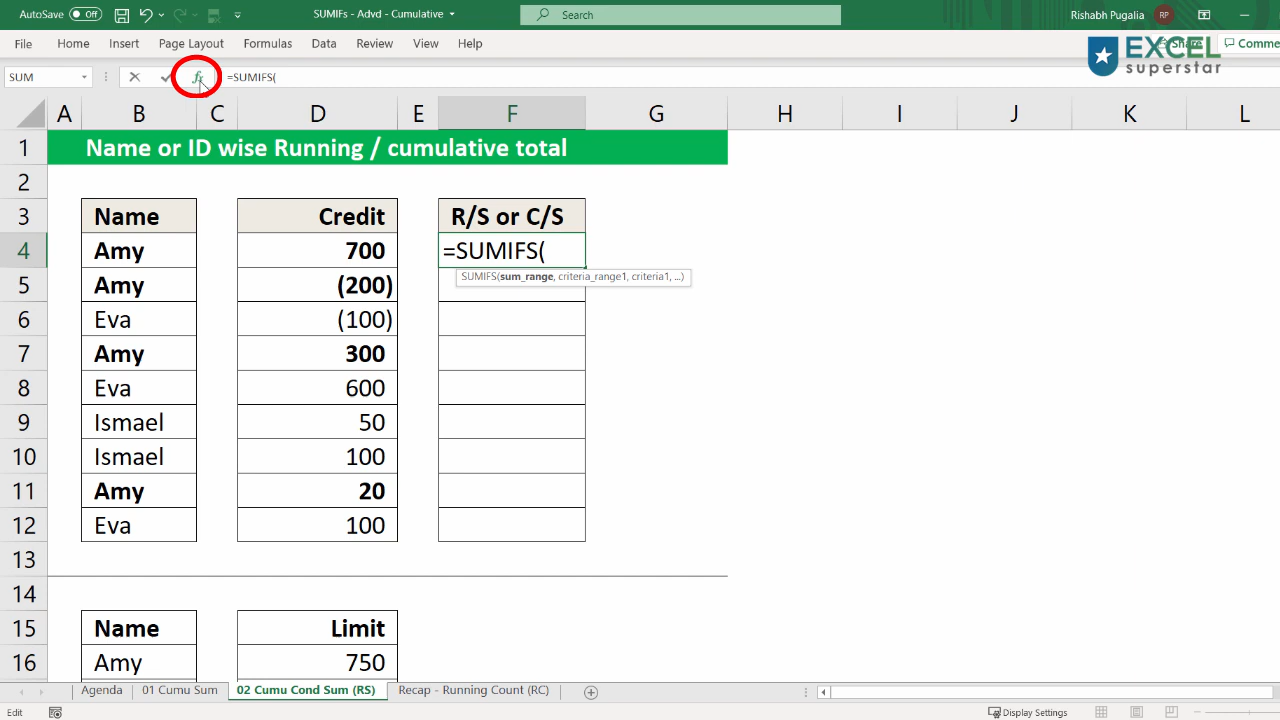 AutoSave Off SUMIFs - Advd - Cumulative Search Rishabh Pugalia RP
File Home Insert Page Layout Formulas Data Review View Help Share Comme
EXCEL
superstar
SUM fx =SUMIFS(
A B C D E F G H I J K L
1 Name or ID wise Running / cumulative total
2
3 Name Credit R/S or C/S
4 Amy 700 =SUMIFS(
SUMIFS(sum_range, criteria_range1, criteria1, ...)
5 Amy (200)
6 Eva (100)
7 Amy 300
8 Eva 600
9 Ismael 50
10 Ismael 100
11 Amy 20
12 Eva 100
13
14
15 Name Limit
16 Amy 750
Agenda 01 Cumu Sum 02 Cumu Cond Sum (RS) Recap - Running Count (RC)
Edit Display Settings